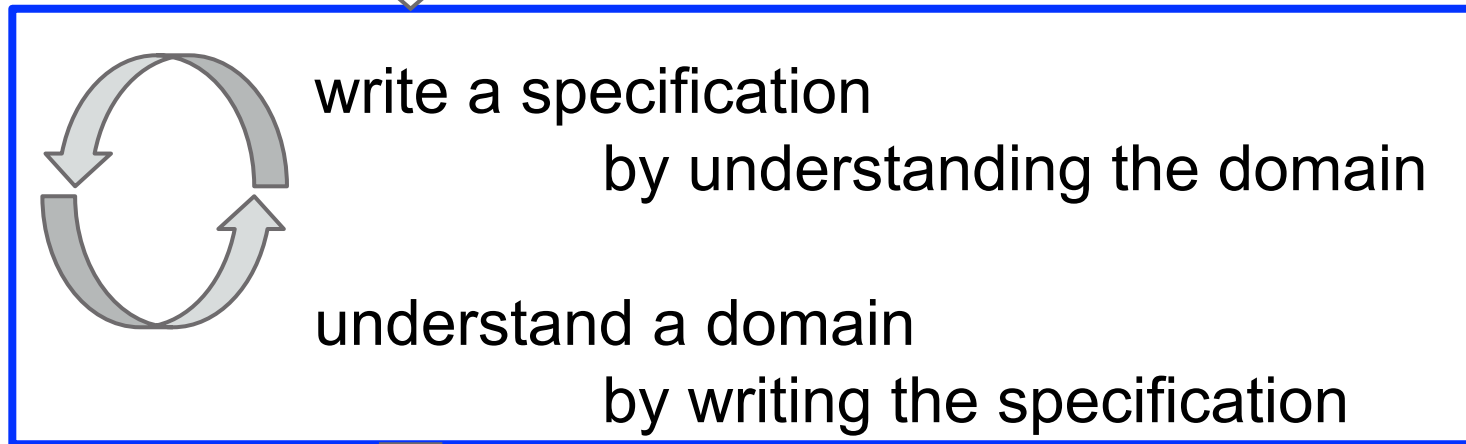 write a specification
by understanding the domain
understand a domain
by writing the specification